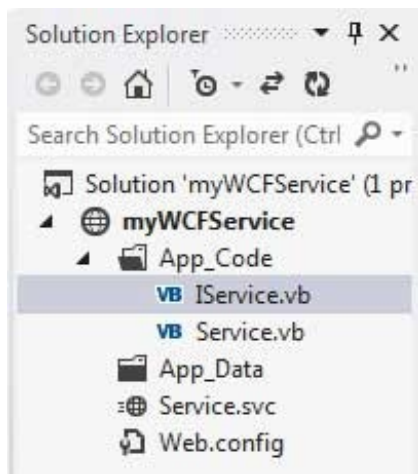 Solution Explorer
Search Solution Explorer (Ctrl
Solution 'myWCFService' (1 pr
myWCFService
App_Code
VB IService.vb
VB Service.vb
App_Data
Service.svc
Web.config